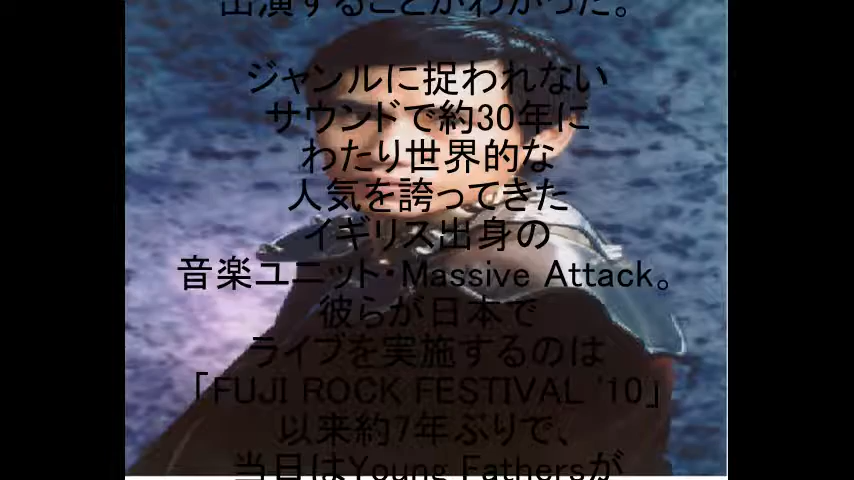 出演することがわかった。
ジャンルに捉われない
サウンドで約30年に
わたり世界的な
人気を誇ってきた
イギリス出身の
音楽ユニット・Massive Attack。
彼らが日本で
ライブを実施するのは
「FUJI ROCK FESTIVAL '10」
以来約7年ぶりで、
当日はYoung Fathersが